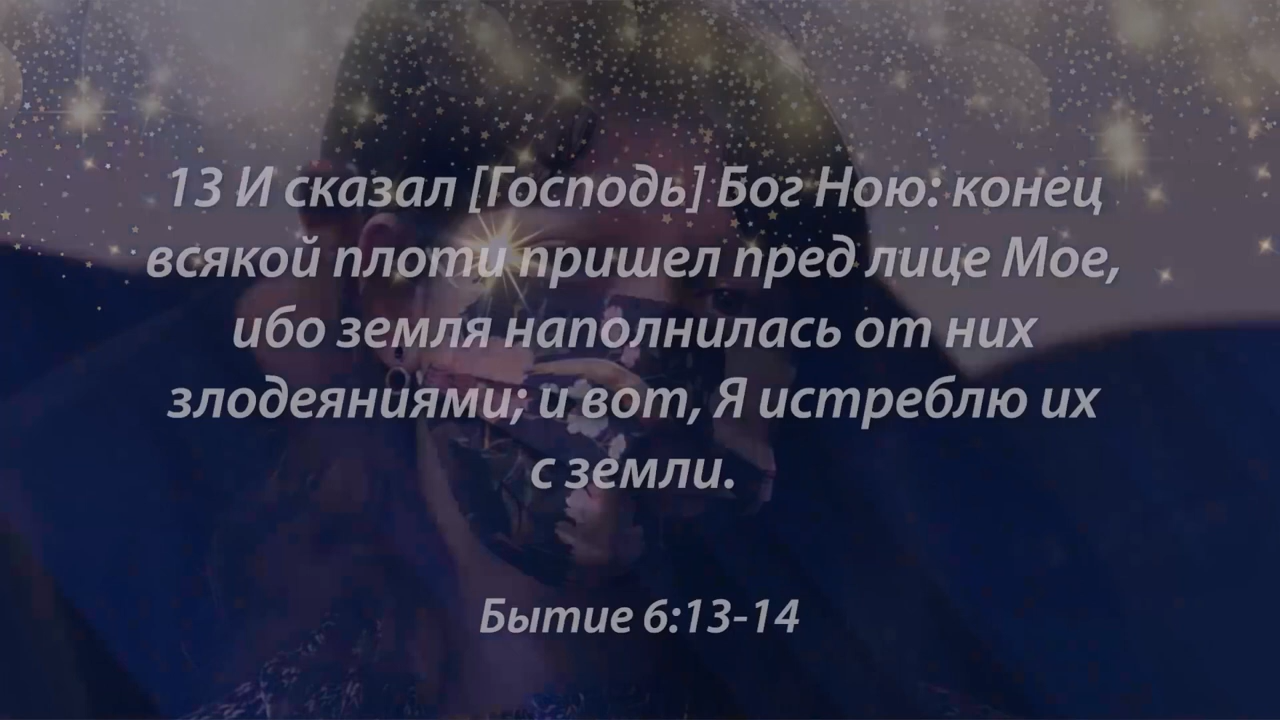 13 И сказал [Господь] Бог Ною: конец
всякой плоти пришел пред лице Мое,
ибо земля наполнилась от них
злодеяниями; и вот, Я истреблю их
с земли.
Бытие 6:13-14